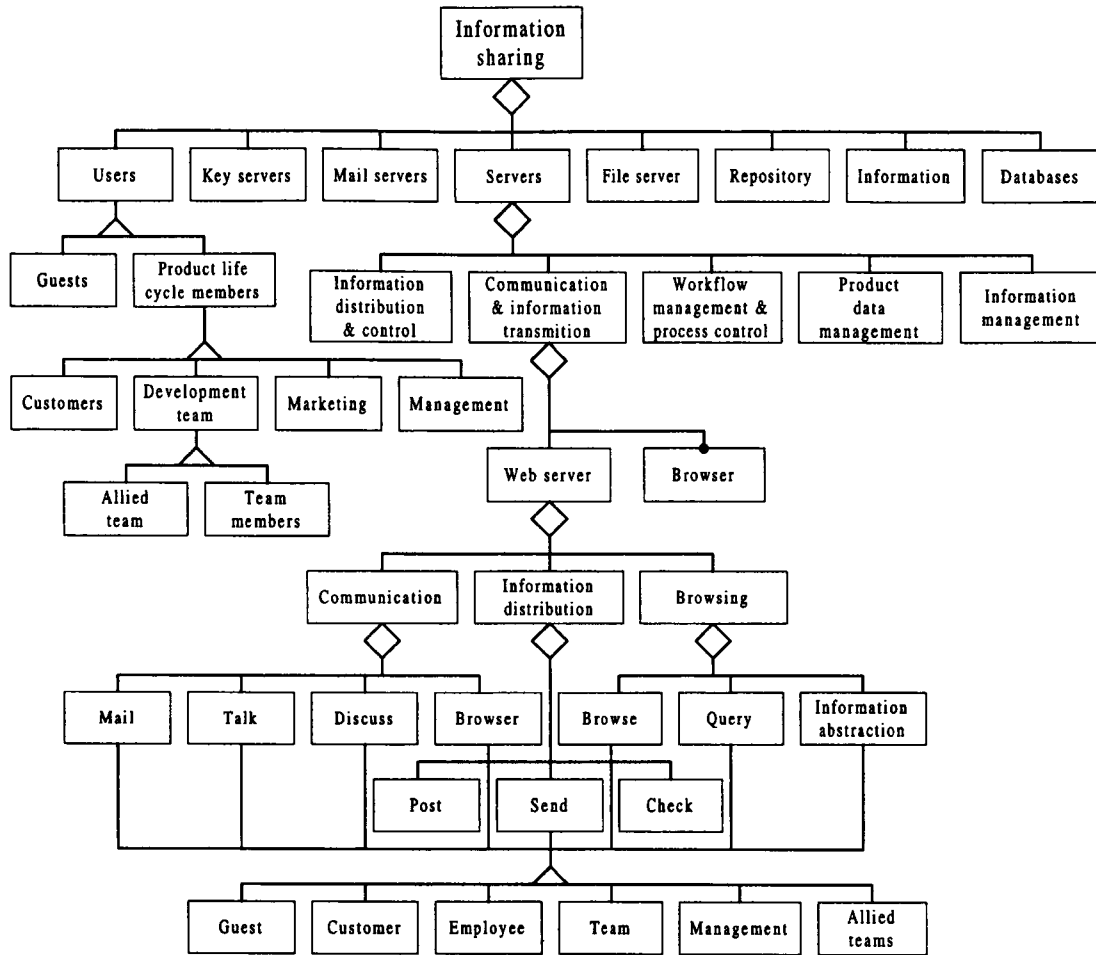 Information
sharing
Users
Key servers
Mail servers
Servers
File server
Repository
Information
Databases
Guests
Product life
cycle members
Information
distribution
& control
Communication
& information
transmition
Workflow
management &
process control
Product
data
management
Information
management
Customers
Development
team
Marketing
Management
Web server
Browser
Allied
team
Team
members
Communication
Information
distribution
Browsing
Mail
Talk
Discuss
Browser
Browse
Query
Information
abstraction
Post
Send
Check
Guest
Customer
Employee
Team
Management
Allied
teams